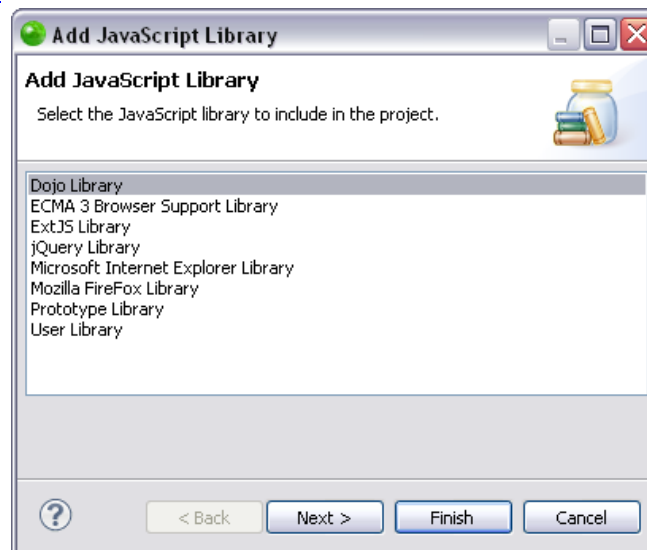 Add JavaScript Library
Add JavaScript Library
Select the JavaScript library to include in the project.
Dojo Library
ECMA 3 Browser Support Library
ExtJS Library
jQuery Library
Microsoft Internet Explorer Library
Mozilla FireFox Library
Prototype Library
User Library
? < Back Next > Finish Cancel